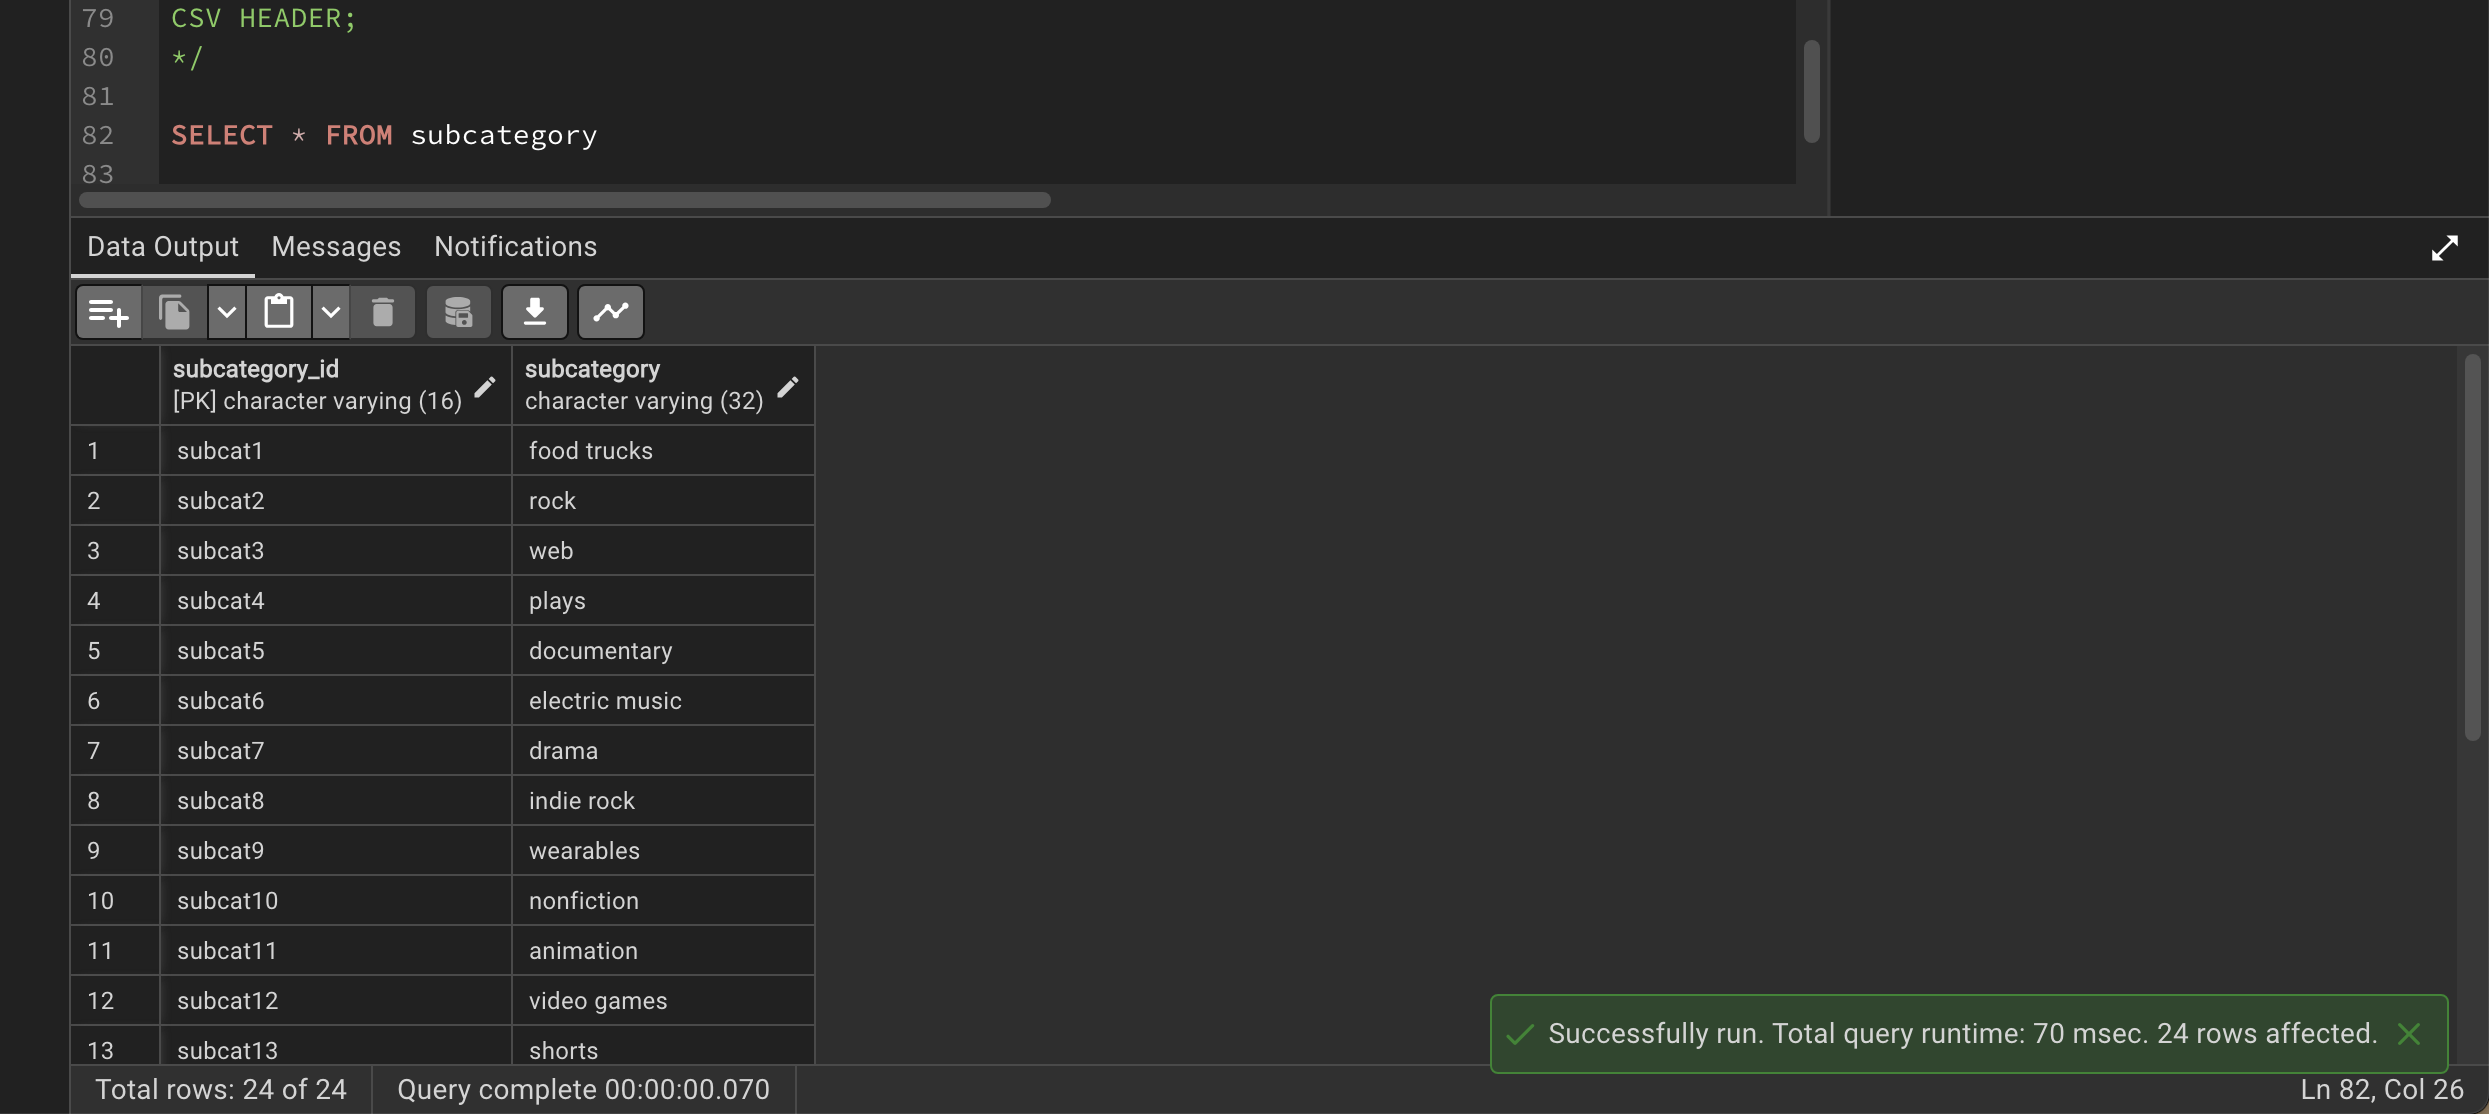 79 CSV HEADER;
80 */
81
82 SELECT * FROM subcategory
83
Data Output Messages Notifications
subcategory_id subcategory
[PK] character varying (16) character varying (32)
1 subcat1 food trucks
2 subcat2 rock
3 subcat3 web
4 subcat4 plays
5 subcat5 documentary
6 subcat6 electric music
7 subcat7 drama
8 subcat8 indie rock
9 subcat9 wearables
10 subcat10 nonfiction
11 subcat11 animation
12 subcat12 video games
13 subcat13 shorts
Successfully run. Total query runtime: 70 msec. 24 rows affected.
Total rows: 24 of 24 Query complete 00:00:00.070 Ln 82, Col 26